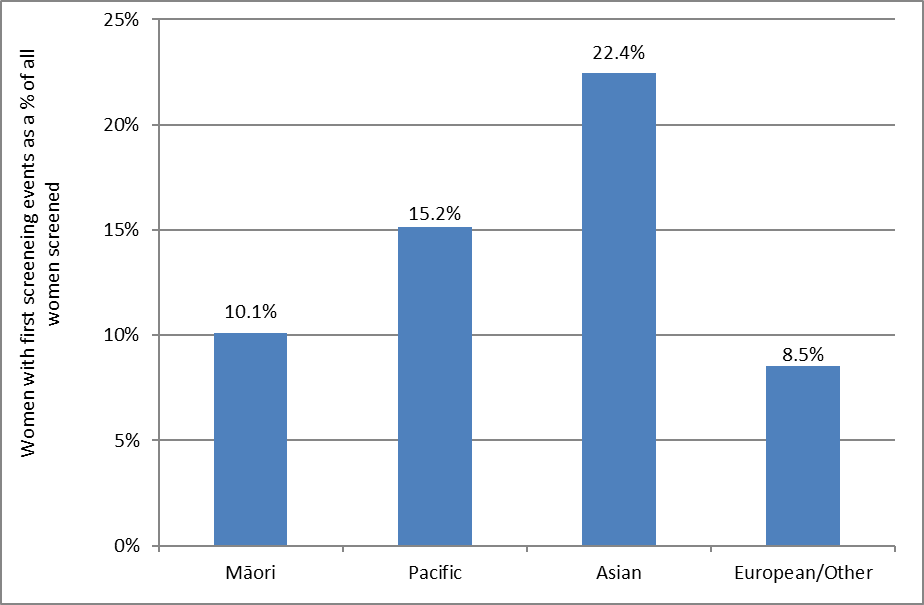 Women with first screeneing events as a % of all
women screened
25%
20%
15%
10%
5%
0%
10.1%
15.2%
22.4%
8.5%
Māori
Pacific
Asian
European/Other